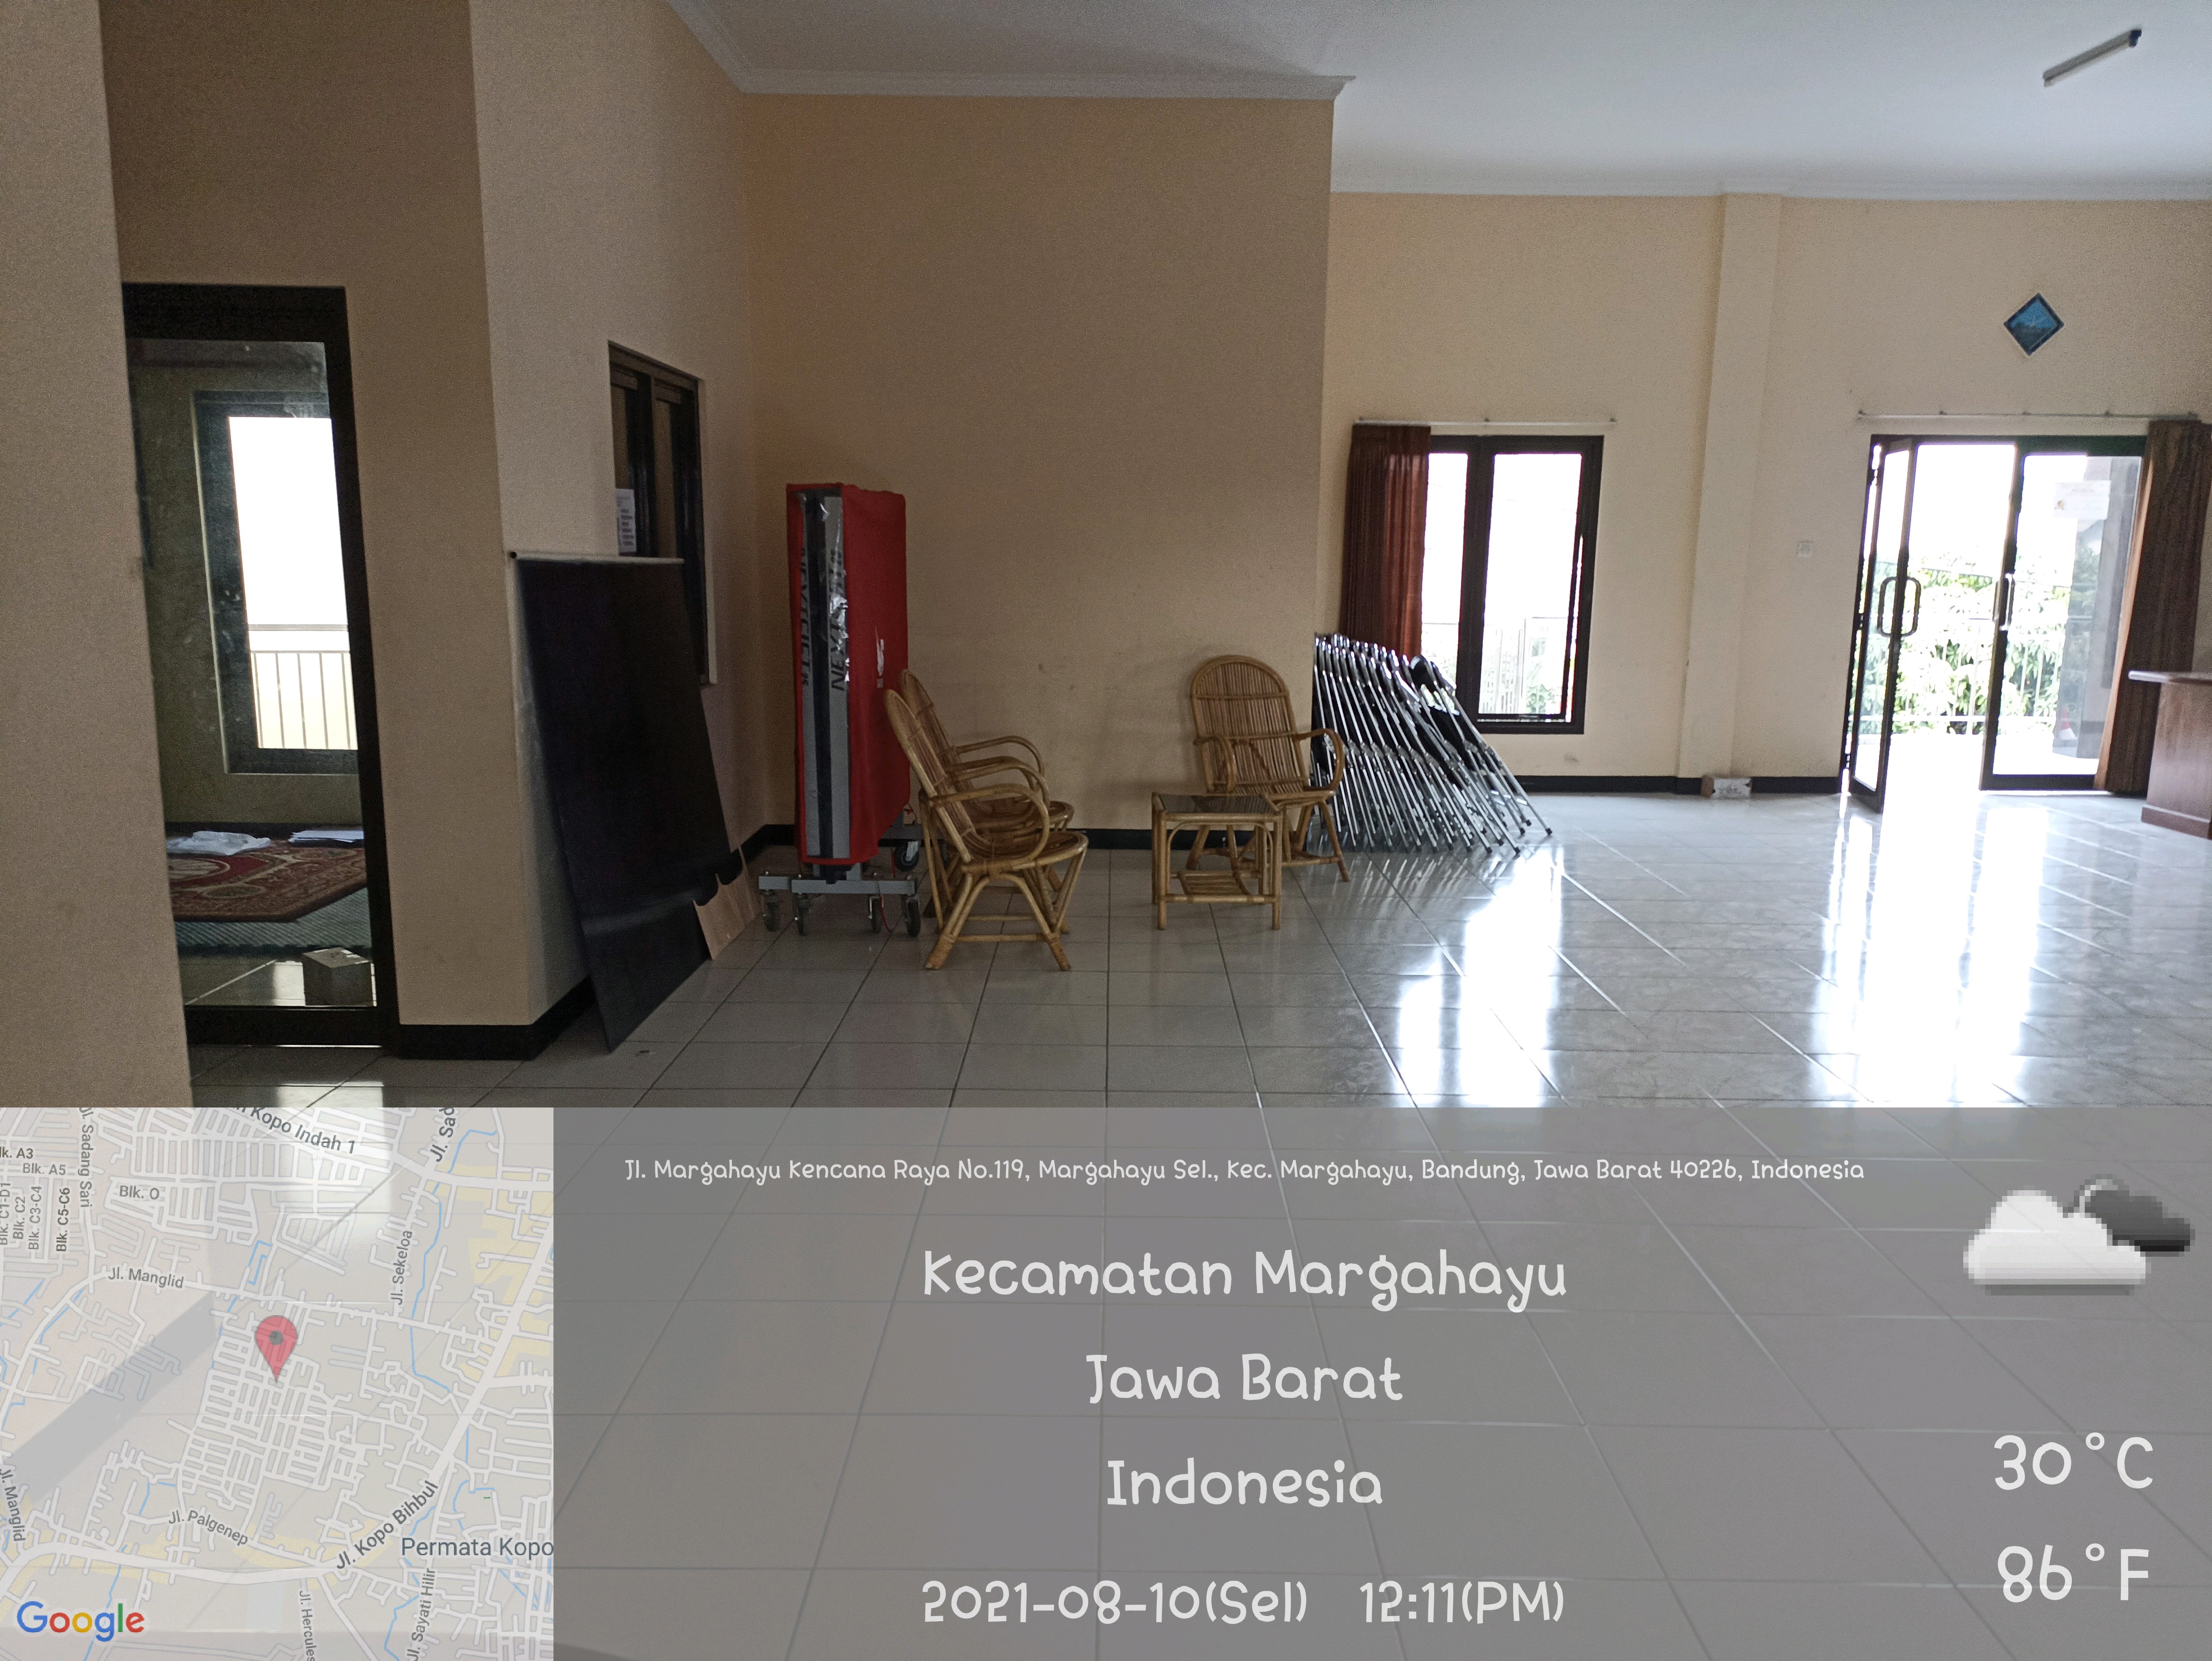 NEXT GENERA
Kopo Indah 1
Jl. Sadang Sari
Blk. A3
Blk. A5
Blk. O
Blk. C1-D1
Blk. C2
Blk. C3-C4
Blk. C5-C6
Jl. Sekeloa
Jl. Manglid
Jl. Manglid
Jl. Palgenep
Jl. Kopo Bihbul
Permata Kopo
Jl. Sayati Hilir
Jl. Hercules
Google
Jl. Margahayu Kencana Raya No.119, Margahayu Sel., Kec. Margahayu, Bandung, Jawa Barat 40226, Indonesia
Kecamatan Margahayu
Jawa Barat
Indonesia
2021-08-10(Sel) 12:11(PM)
30°C
86°F